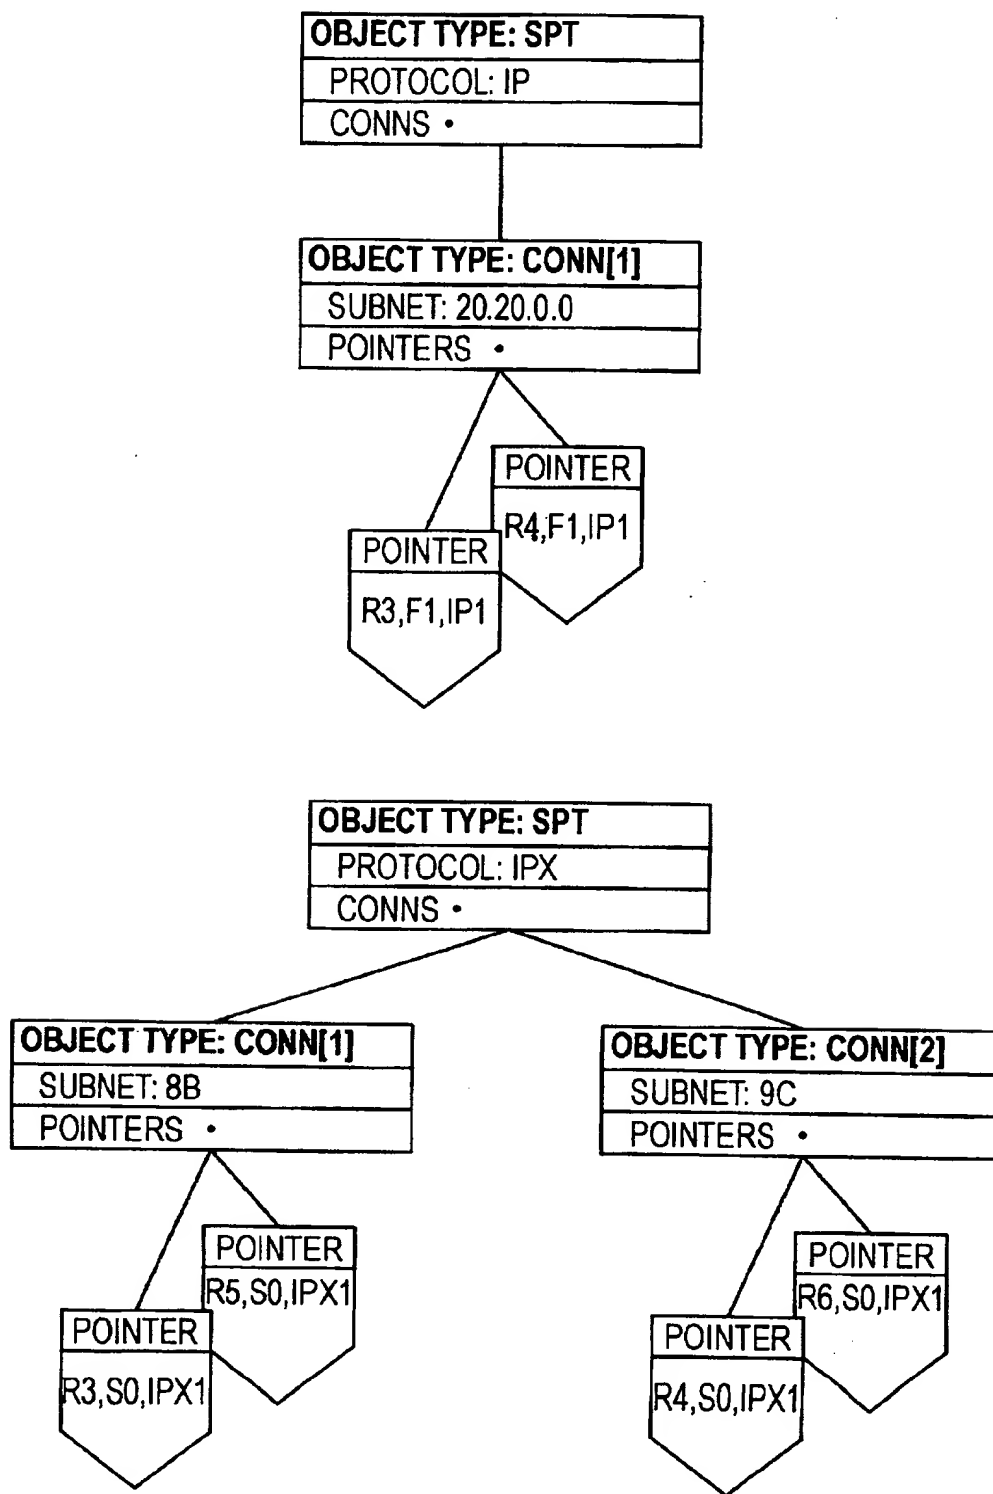 OBJECT TYPE: SPT
PROTOCOL: IP
CONNS •
OBJECT TYPE: CONN[1]
SUBNET: 20.20.0.0
POINTERS •
POINTER
R4,F1,IP1
POINTER
R3,F1,IP1
OBJECT TYPE: SPT
PROTOCOL: IPX
CONNS •
OBJECT TYPE: CONN[1]
SUBNET: 8B
POINTERS •
POINTER
R5,S0,IPX1
POINTER
R3,S0,IPX1
OBJECT TYPE: CONN[2]
SUBNET: 9C
POINTERS •
POINTER
R6,S0,IPX1
POINTER
R4,S0,IPX1